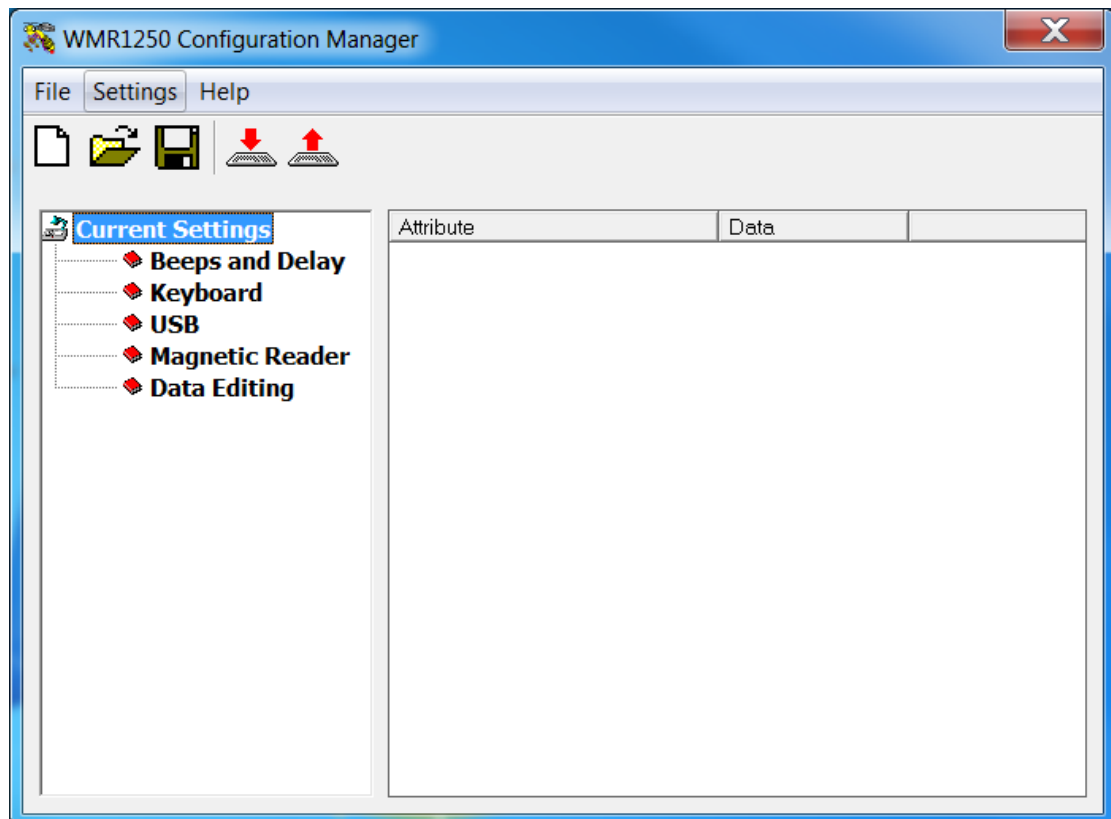 WMR1250 Configuration Manager
File Settings Help
Current Settings
Beeps and Delay
Keyboard
USB
Magnetic Reader
Data Editing
Attribute Data